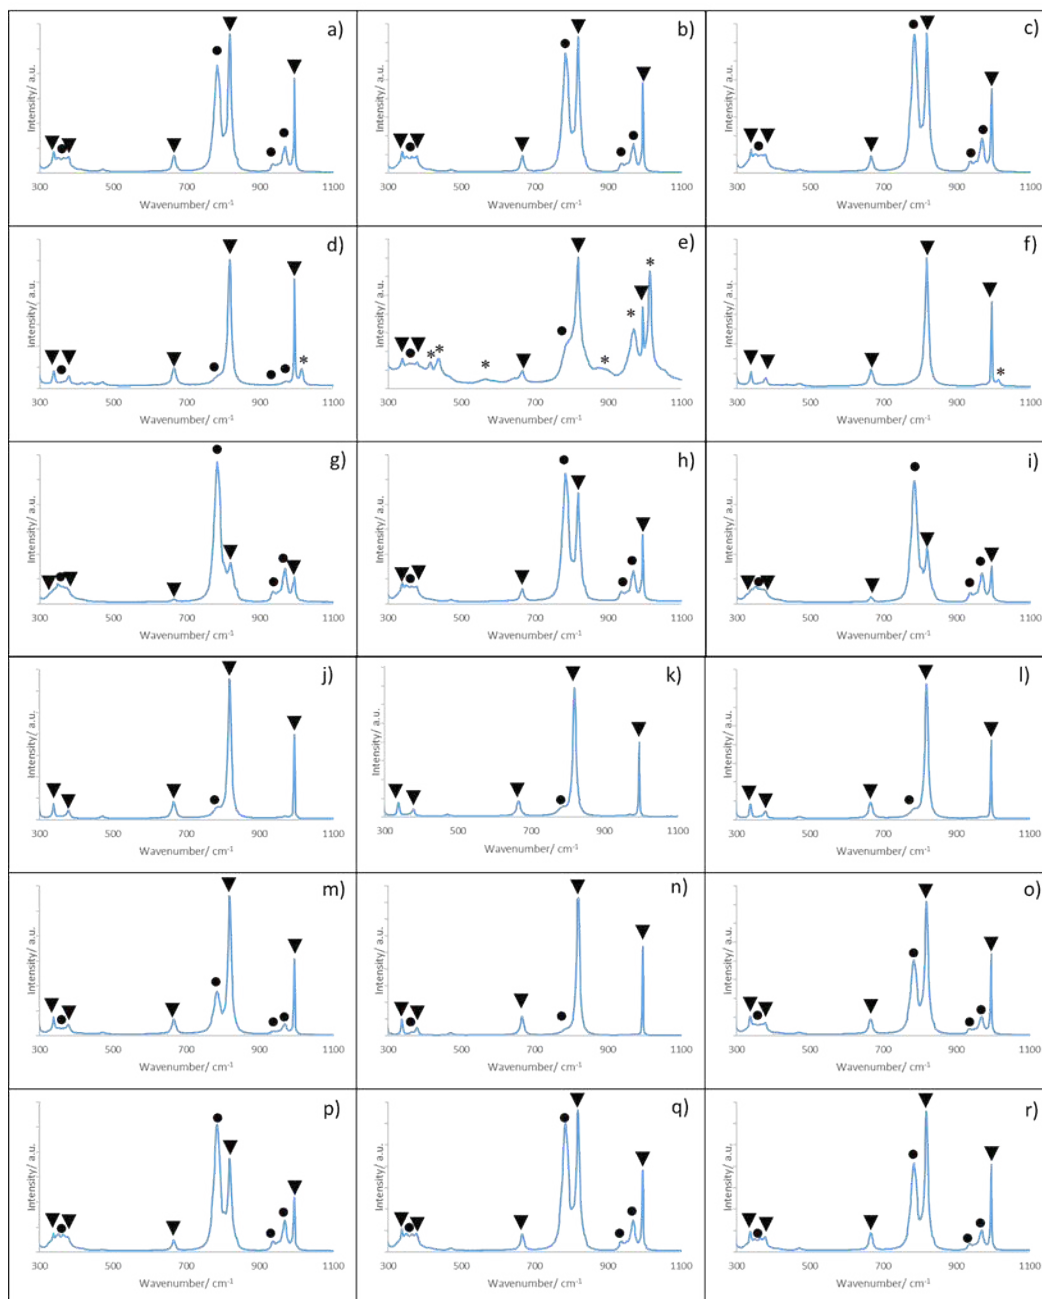 a)
Intensity/ a.u.
300 500 700 900 1100
Wavenumber/ cm⁻¹
b)
Intensity/ a.u.
300 500 700 900 1100
Wavenumber/ cm⁻¹
c)
Intensity/ a.u.
300 500 700 900 1100
Wavenumber/ cm⁻¹
d)
Intensity/ a.u.
300 500 700 900 1100
Wavenumber/ cm⁻¹
e)
* * * * * *
Intensity/ a.u.
300 500 700 900 1100
Wavenumber/ cm⁻¹
f)
Intensity/ a.u.
300 500 700 900 1100
Wavenumber/ cm⁻¹
g)
Intensity/ a.u.
300 500 700 900 1100
Wavenumber/ cm⁻¹
h)
Intensity/ a.u.
300 500 700 900 1100
Wavenumber/ cm⁻¹
i)
Intensity/ a.u.
300 500 700 900 1100
Wavenumber/ cm⁻¹
j)
Intensity/ a.u.
300 500 700 900 1100
Wavenumber/ cm⁻¹
k)
Intensity/ a.u.
300 500 700 900 1100
Wavenumber/ cm⁻¹
l)
Intensity/ a.u.
300 500 700 900 1100
Wavenumber/ cm⁻¹
m)
Intensity/ a.u.
300 500 700 900 1100
Wavenumber/ cm⁻¹
n)
Intensity/ a.u.
300 500 700 900 1100
Wavenumber/ cm⁻¹
o)
Intensity/ a.u.
300 500 700 900 1100
Wavenumber/ cm⁻¹
p)
Intensity/ a.u.
300 500 700 900 1100
Wavenumber/ cm⁻¹
q)
Intensity/ a.u.
300 500 700 900 1100
Wavenumber/ cm⁻¹
r)
Intensity/ a.u.
300 500 700 900 1100
Wavenumber/ cm⁻¹